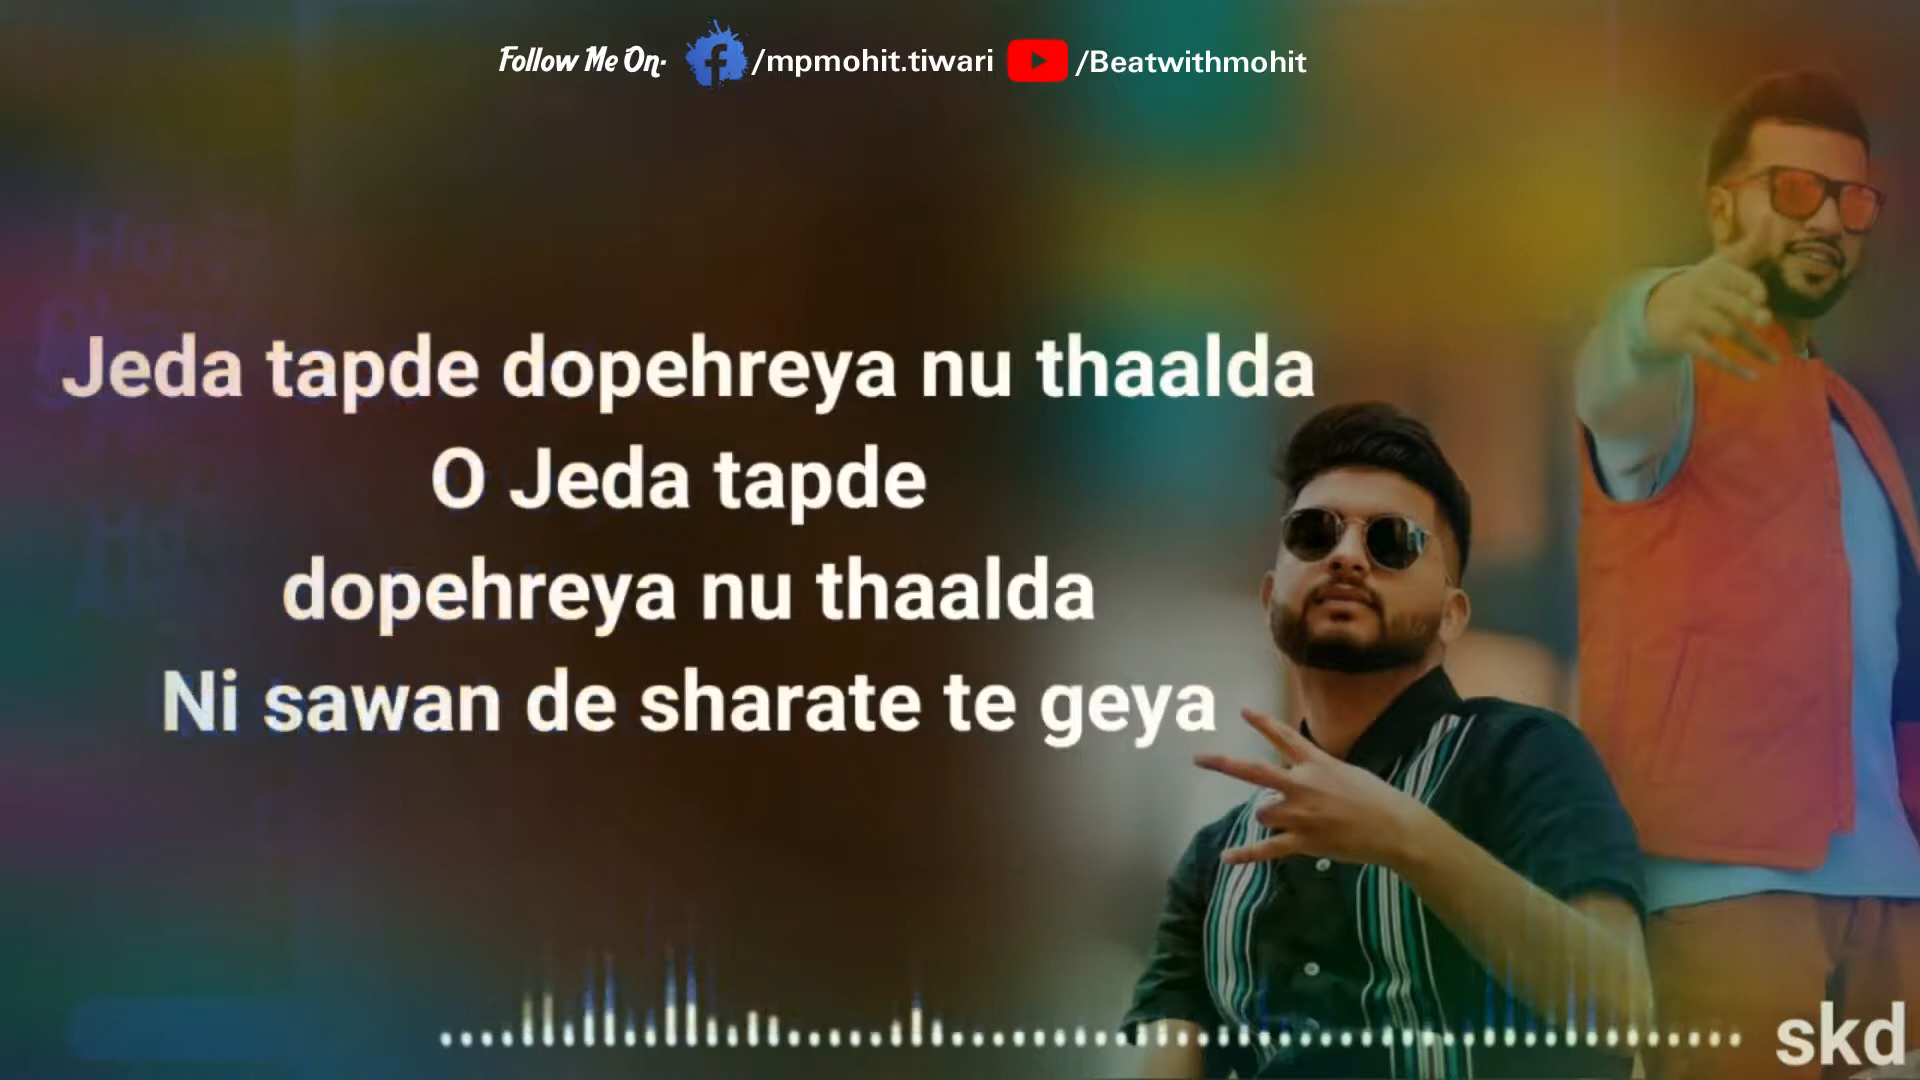 Follow Me On- /mpmohit.tiwari /Beatwithmohit
Jeda tapde dopehreya nu thaalda
O Jeda tapde
dopehreya nu thaalda
Ni sawan de sharate te geya
skd